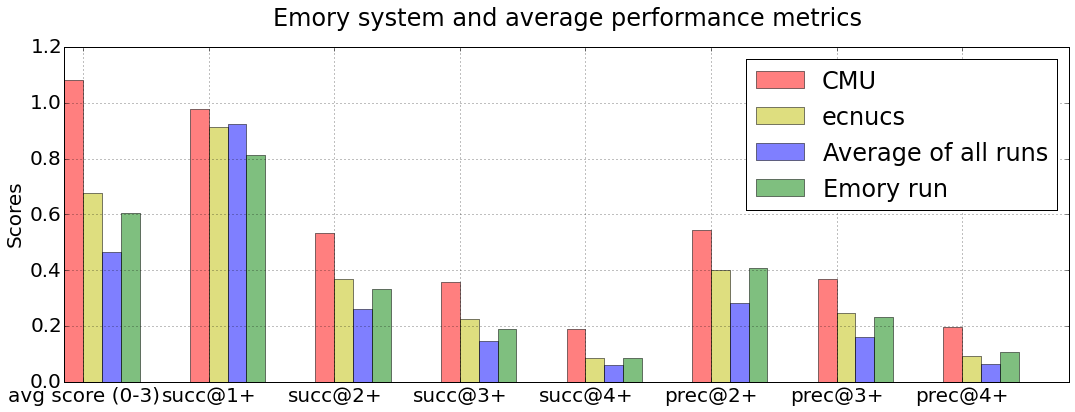 Emory system and average performance metrics
1.2
1.0
0.8
0.6
0.4
0.2
0.0
Scores
CMU
ecnucs
Average of all runs
Emory run
avg score (0-3) succ@1+ succ@2+ succ@3+ succ@4+ prec@2+ prec@3+ prec@4+